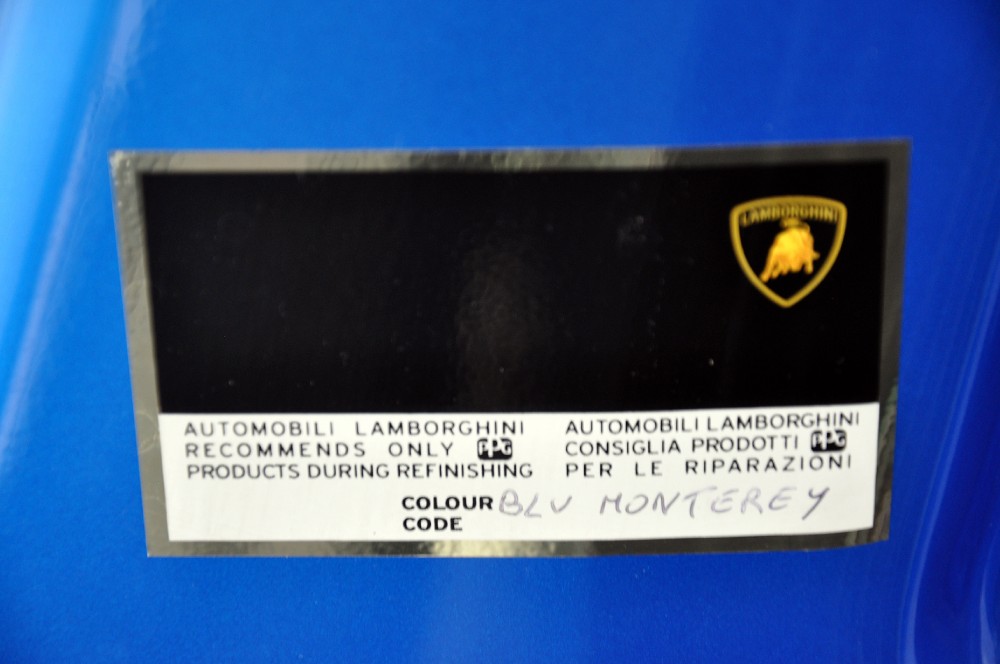 LAMBORGHINI
AUTOMOBILI LAMBORGHINI
RECOMMENDS ONLY PPG
PRODUCTS DURING REFINISHING
AUTOMOBILI LAMBORGHINI
CONSIGLIA PRODOTTI PPG
PER LE RIPARAZIONI
COLOUR BLU MONTEREY
CODE